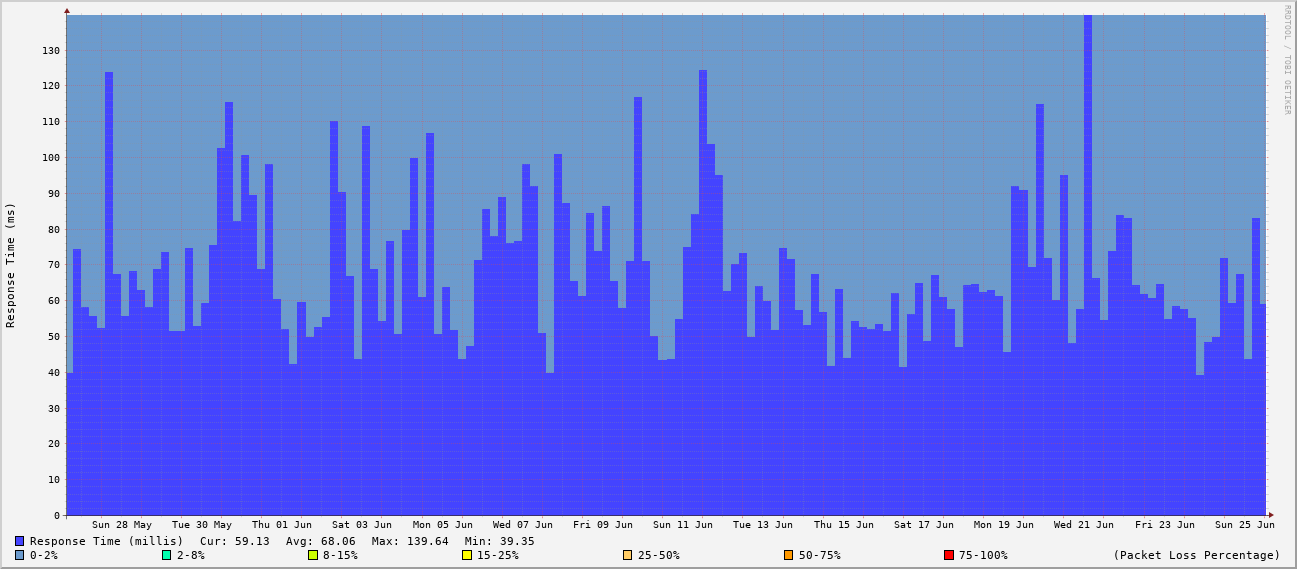 RRDTOOL / TOBI OETIKER
Response Time (ms)
130
120
110
100
90
80
70
60
50
40
30
20
10
0
Sun 28 May Tue 30 May Thu 01 Jun Sat 03 Jun Mon 05 Jun Wed 07 Jun Fri 09 Jun Sun 11 Jun Tue 13 Jun Thu 15 Jun Sat 17 Jun Mon 19 Jun Wed 21 Jun Fri 23 Jun Sun 25 Jun
Response Time (millis) Cur: 59.13 Avg: 68.06 Max: 139.64 Min: 39.35
0-2% 2-8% 8-15% 15-25% 25-50% 50-75% 75-100% (Packet Loss Percentage)